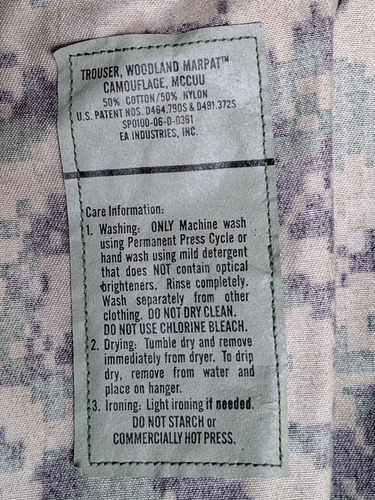 TROUSER, WOODLAND MARPAT™
CAMOUFLAGE, MCCUU
50% COTTON/50% NYLON
U.S. PATENT NOS. D464,790S & D491,372S
SPO100-06-D-0361
EA INDUSTRIES, INC.
Care Information:
1. Washing: ONLY Machine wash
using Permanent Press Cycle or
hand wash using mild detergent
that does NOT contain optical
brighteners. Rinse completely.
Wash separately from other
clothing. DO NOT DRY CLEAN.
DO NOT USE CHLORINE BLEACH.
2. Drying: Tumble dry and remove
immediately from dryer. To drip
dry, remove from water and
place on hanger.
3. Ironing: Light ironing if needed.
DO NOT STARCH or
COMMERCIALLY HOT PRESS.